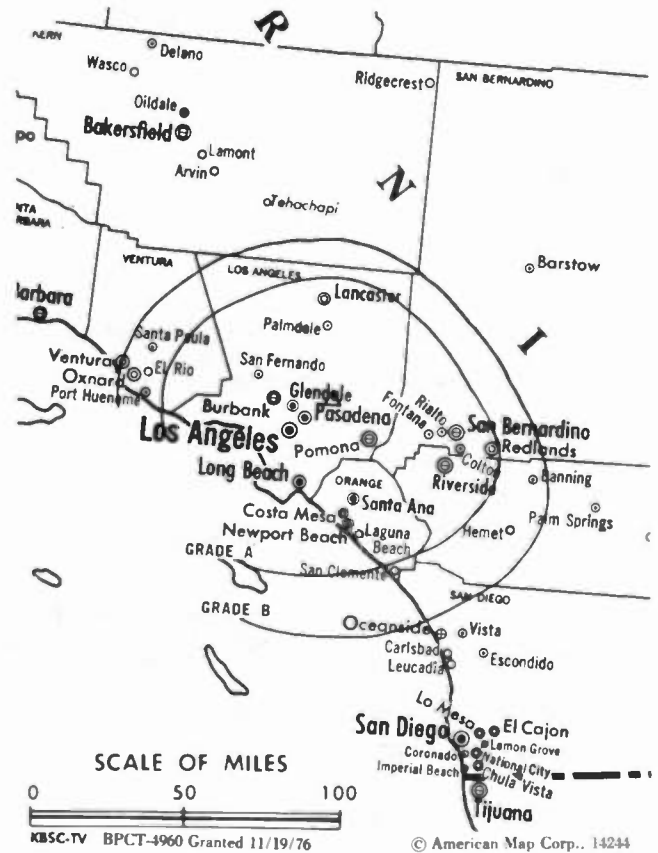 R
KERN
Delano
Wasco
Ridgecrest
SAN BERNARDINO
Oildale
Bakersfield
po
Lamont
Arvin
N
Tehachapi
NTA
RBARA
VENTURA
LOS ANGELES
Barstow
Lancaster
I
Barbara
Palmdale
Santa Paula
Ventura
El Rio
San Fernando
Oxnard
Port Hueneme
Glendale
Burbank
Pasadena
Rialto
Fontana
San Bernardino
Los Angeles
Pomona
Redlands
Colto
Long Beach
ORANGE
Riverside
Banning
Santa Ana
Palm Springs
Costa Mesa
Newport Beach
Laguna
Beach
Hemet
GRADE A
San Clemente
SAN DIEGO
GRADE B
Oceanside
Vista
Carlsbad
Escondido
Leucadia
La Mesa
El Cajon
San Diego
Lemon Grove
Coronado
National City
Imperial Beach
Chula Vista
SCALE OF MILES
Tijuana
0 50 100
KBSC-TV BPCT-4960 Granted 11/19/76
© American Map Corp., 14244